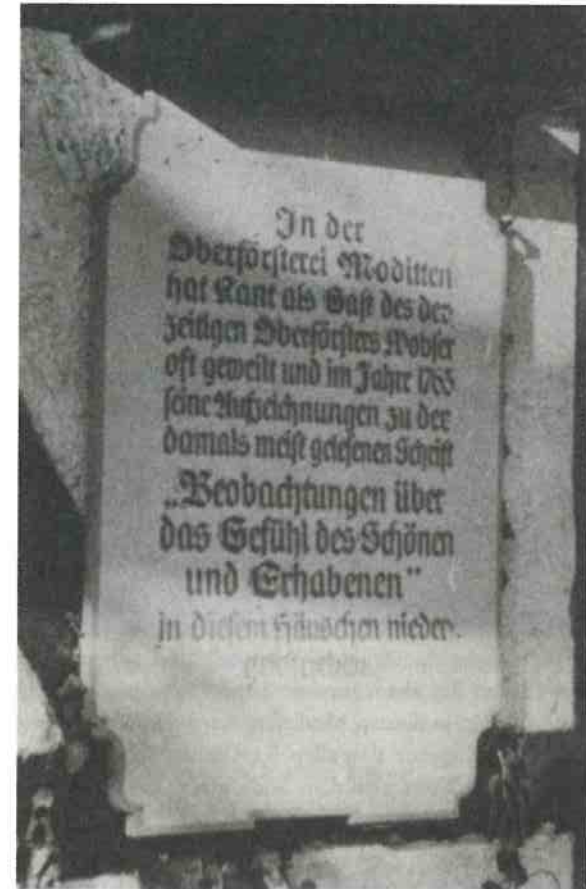 In der
Oberförsterei Moditten
hat Kant als Gast des der-
zeitigen Oberförsters Wobser
oft geweilt und im Jahre
seine Aufzeichnungen zu der
damals meist gelesenen Schrift
„Beobachtungen über
das Gefühl des Schönen
und Erhabenen”
in diesem Häuschen nieder-
geschrieben.